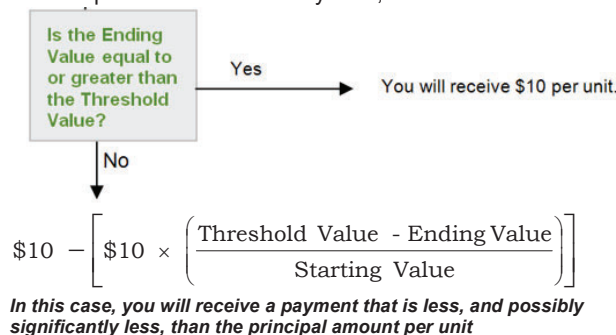 Is the Ending
Value equal to
or greater than
the Threshold
Value?
Yes
You will receive $10 per unit.
No
$10 − [ $10 × ( Threshold Value - Ending Value / Starting Value ) ]
In this case, you will receive a payment that is less, and possibly
significantly less, than the principal amount per unit